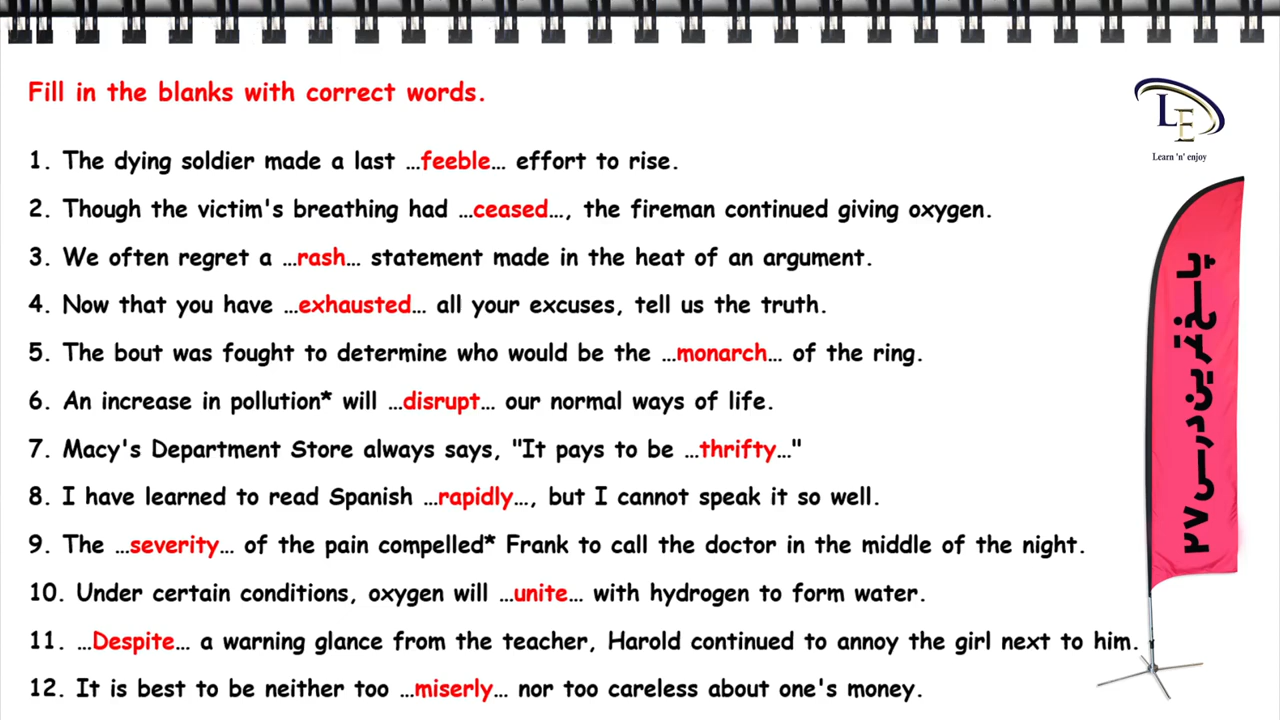 Fill in the blanks with correct words.
1. The dying soldier made a last …feeble… effort to rise.
2. Though the victim's breathing had …ceased…, the fireman continued giving oxygen.
3. We often regret a …rash… statement made in the heat of an argument.
4. Now that you have …exhausted… all your excuses, tell us the truth.
5. The bout was fought to determine who would be the …monarch… of the ring.
6. An increase in pollution* will …disrupt… our normal ways of life.
7. Macy's Department Store always says, "It pays to be …thrifty…"
8. I have learned to read Spanish …rapidly…, but I cannot speak it so well.
9. The …severity… of the pain compelled* Frank to call the doctor in the middle of the night.
10. Under certain conditions, oxygen will …unite… with hydrogen to form water.
11. …Despite… a warning glance from the teacher, Harold continued to annoy the girl next to him.
12. It is best to be neither too …miserly… nor too careless about one's money.
LE
Learn 'n' enjoy
پاسخ تمرین درسی ۲۷